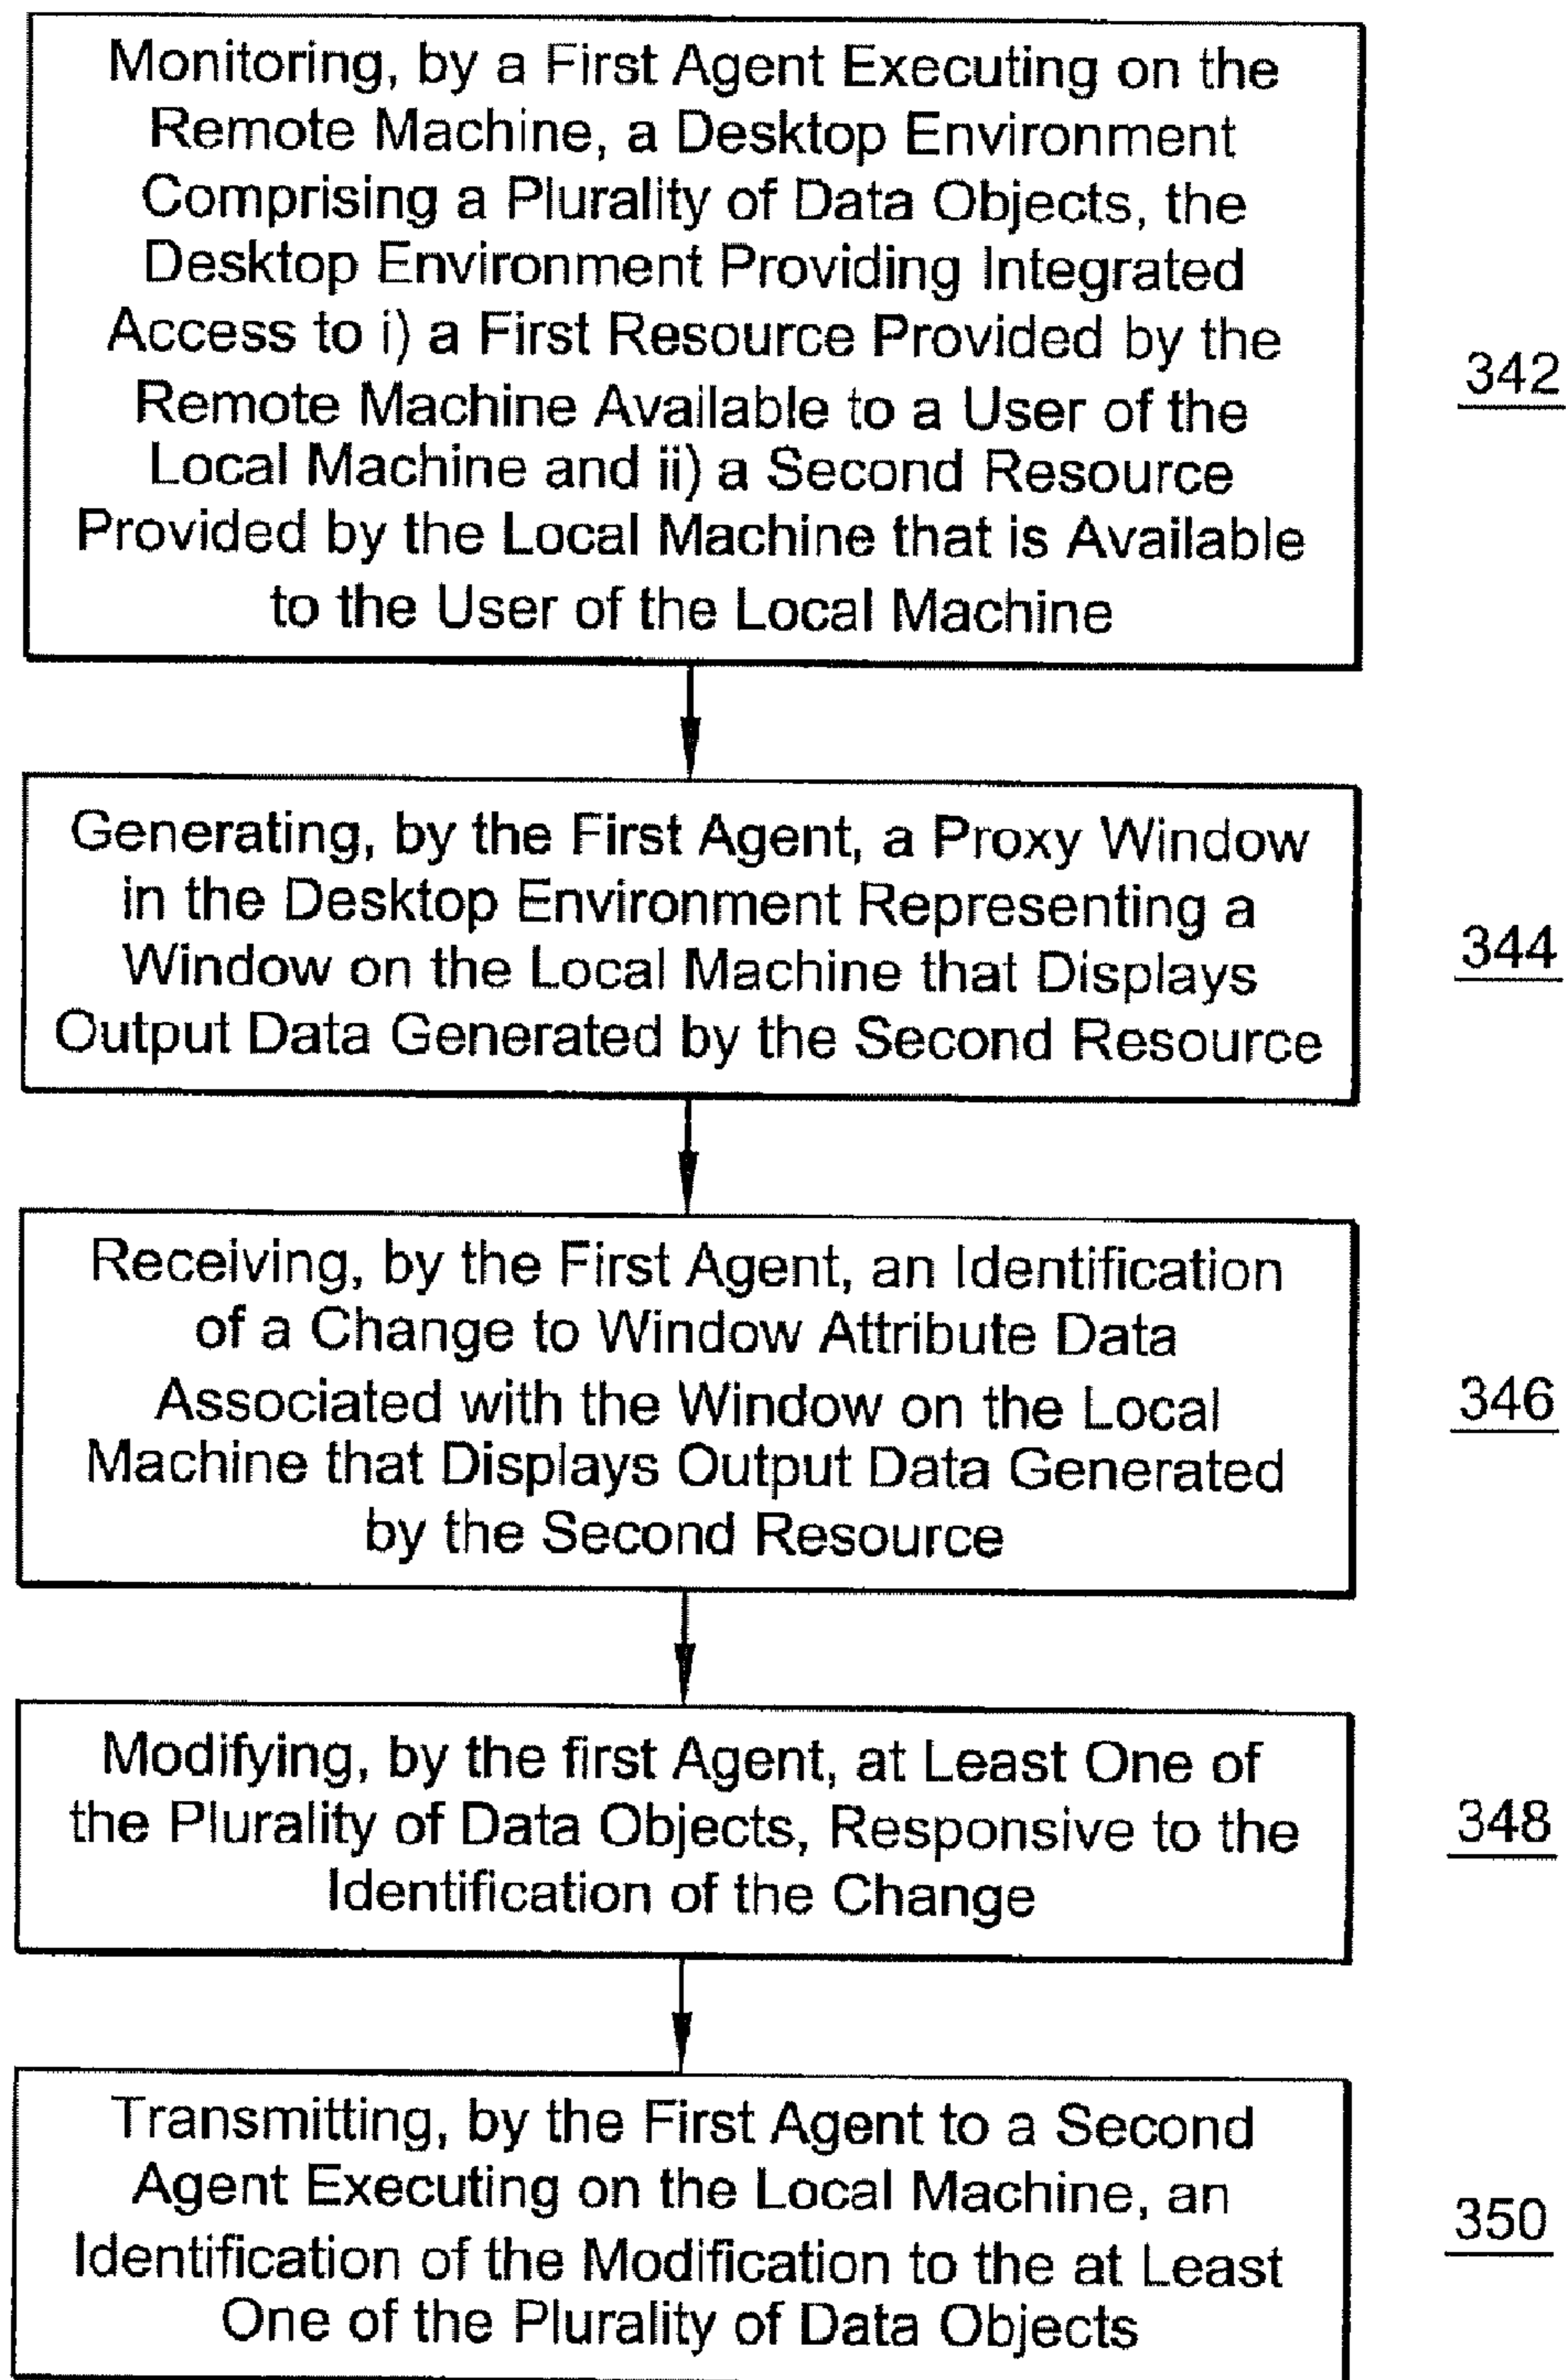 Monitoring, by a First Agent Executing on the
Remote Machine, a Desktop Environment
Comprising a Plurality of Data Objects, the
Desktop Environment Providing Integrated
Access to i) a First Resource Provided by the
Remote Machine Available to a User of the
Local Machine and ii) a Second Resource
Provided by the Local Machine that is Available
to the User of the Local Machine
342
Generating, by the First Agent, a Proxy Window
in the Desktop Environment Representing a
Window on the Local Machine that Displays
Output Data Generated by the Second Resource
344
Receiving, by the First Agent, an Identification
of a Change to Window Attribute Data
Associated with the Window on the Local
Machine that Displays Output Data Generated
by the Second Resource
346
Modifying, by the first Agent, at Least One of
the Plurality of Data Objects, Responsive to the
Identification of the Change
348
Transmitting, by the First Agent to a Second
Agent Executing on the Local Machine, an
Identification of the Modification to the at Least
One of the Plurality of Data Objects
350